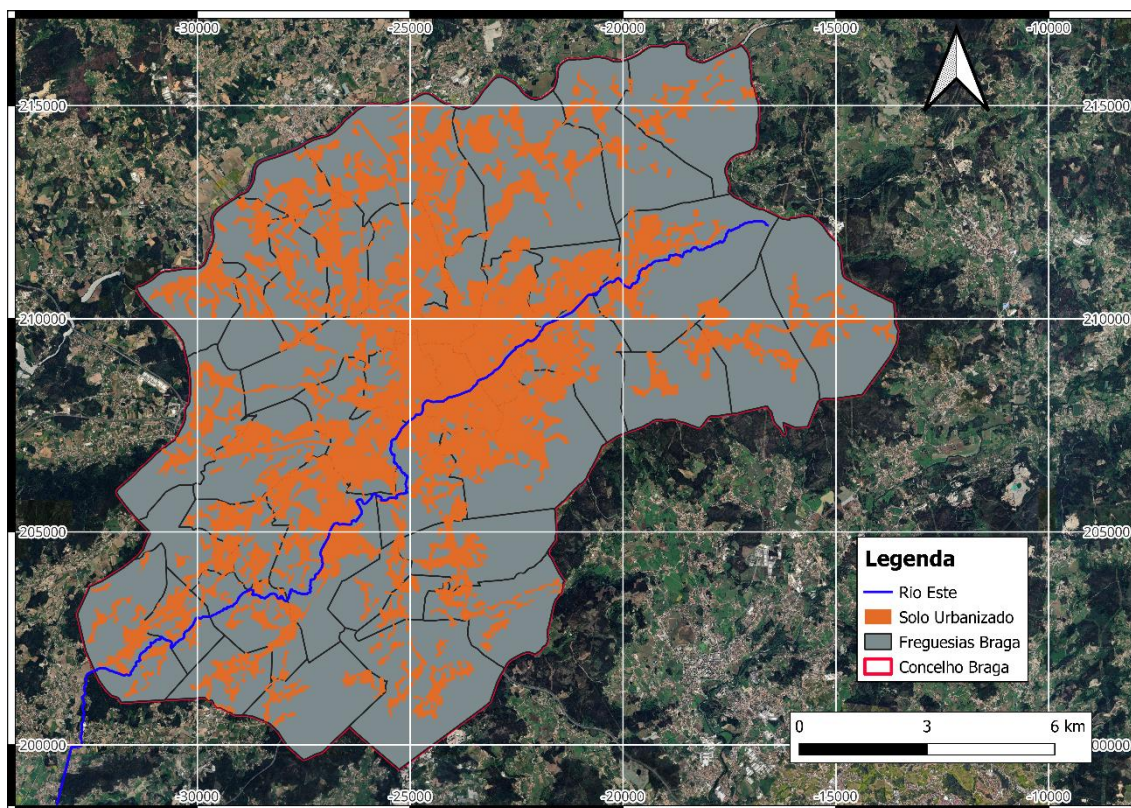 -30000 -25000 -20000 -15000 -10000
215000 215000
210000 210000
205000 205000
Legenda
Rio Este
Solo Urbanizado
Freguesias Braga
Concelho Braga
0 3 6 km
200000 200000
-30000 -25000 -20000 -15000 -10000